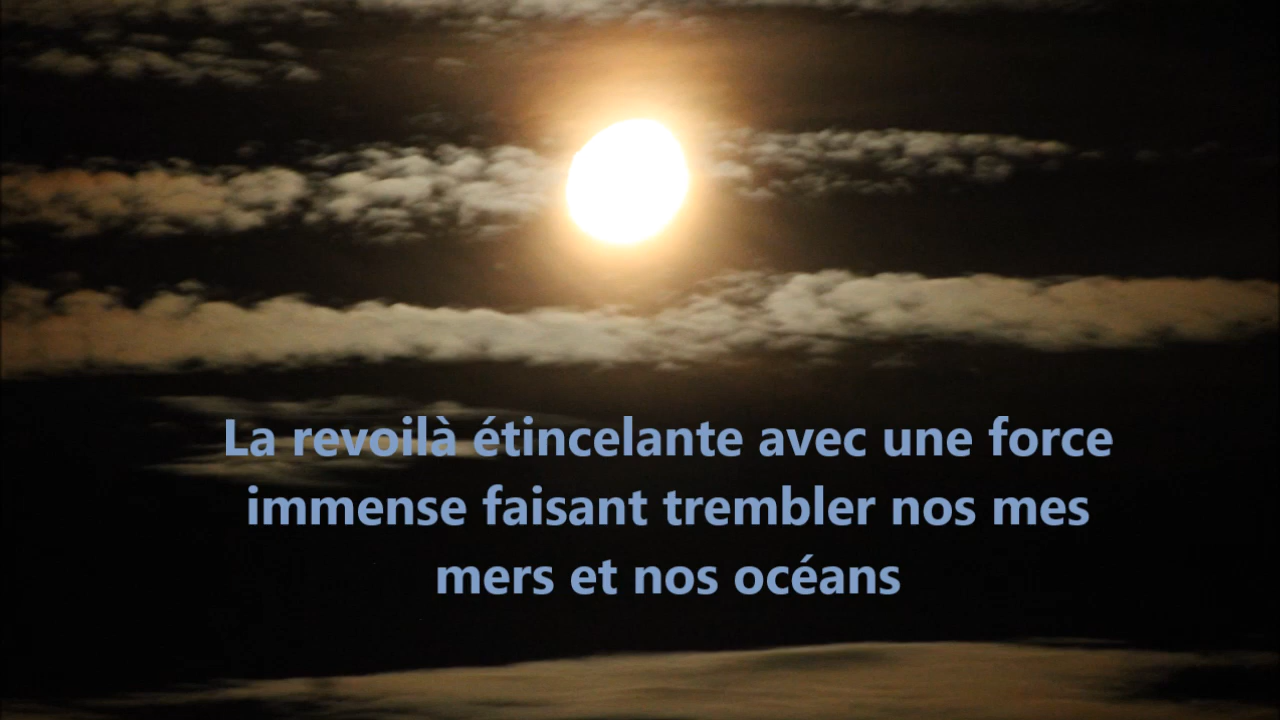 La revoilà étincelante avec une force
immense faisant trembler nos mes
mers et nos océans